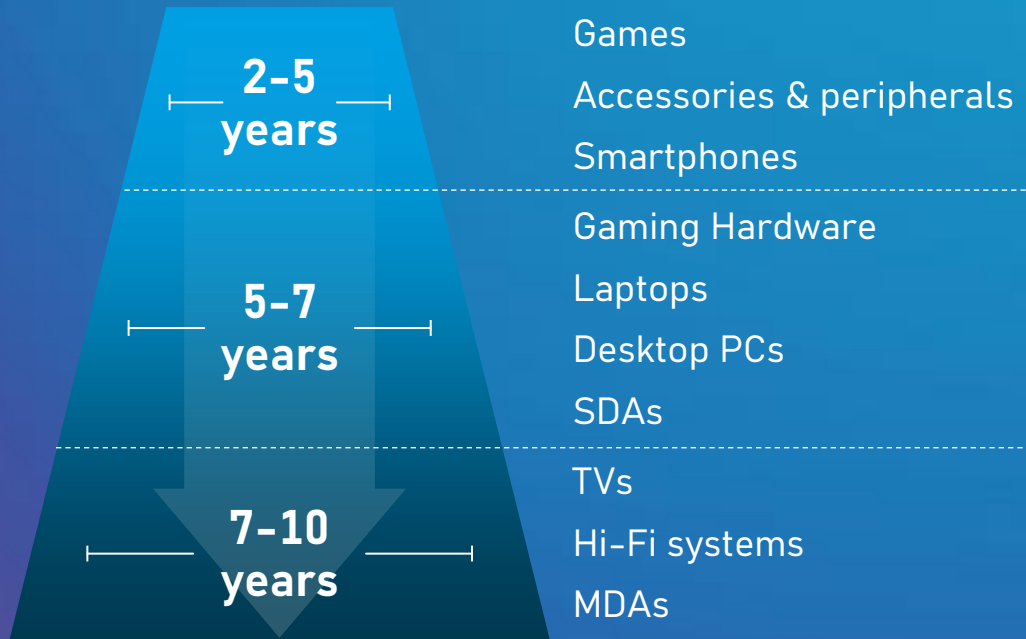 2-5
years
Games
Accessories & peripherals
Smartphones
5-7
years
Gaming Hardware
Laptops
Desktop PCs
SDAs
7-10
years
TVs
Hi-Fi systems
MDAs